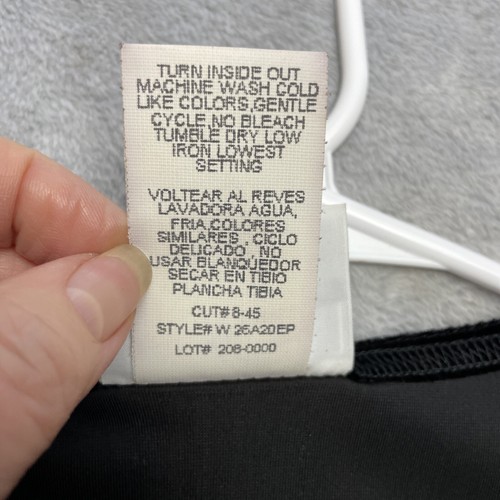 TURN INSIDE OUT
MACHINE WASH COLD
LIKE COLORS,GENTLE
CYCLE,NO BLEACH
TUMBLE DRY LOW
IRON LOWEST
SETTING
VOLTEAR AL REVES
LAVADORA AGUA,
FRIA,COLORES
SIMILARES CICLO
DELICADO, NO
USAR BLANQUEDOR
SECAR EN TIBIO
PLANCHA TIBIA
CUT# 8-45
STYLE# W 26A20EP
LOT# 206-0000